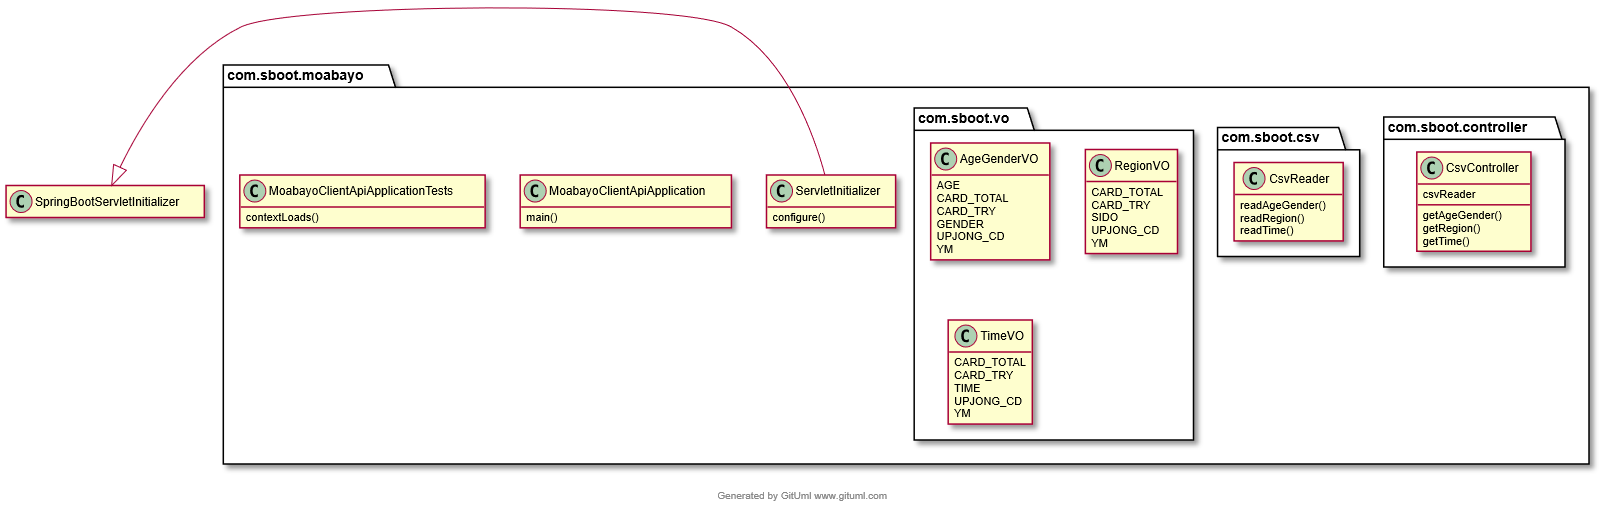 com.sboot.moabayo
SpringBootServletInitializer
MoabayoClientApiApplicationTests
contextLoads()
MoabayoClientApiApplication
main()
ServletInitializer
configure()
com.sboot.vo
AgeGenderVO
AGE
CARD_TOTAL
CARD_TRY
GENDER
UPJONG_CD
YM
RegionVO
CARD_TOTAL
CARD_TRY
SIDO
UPJONG_CD
YM
TimeVO
CARD_TOTAL
CARD_TRY
TIME
UPJONG_CD
YM
com.sboot.csv
CsvReader
readAgeGender()
readRegion()
readTime()
com.sboot.controller
CsvController
csvReader
getAgeGender()
getRegion()
getTime()
Generated by GitUml www.gituml.com